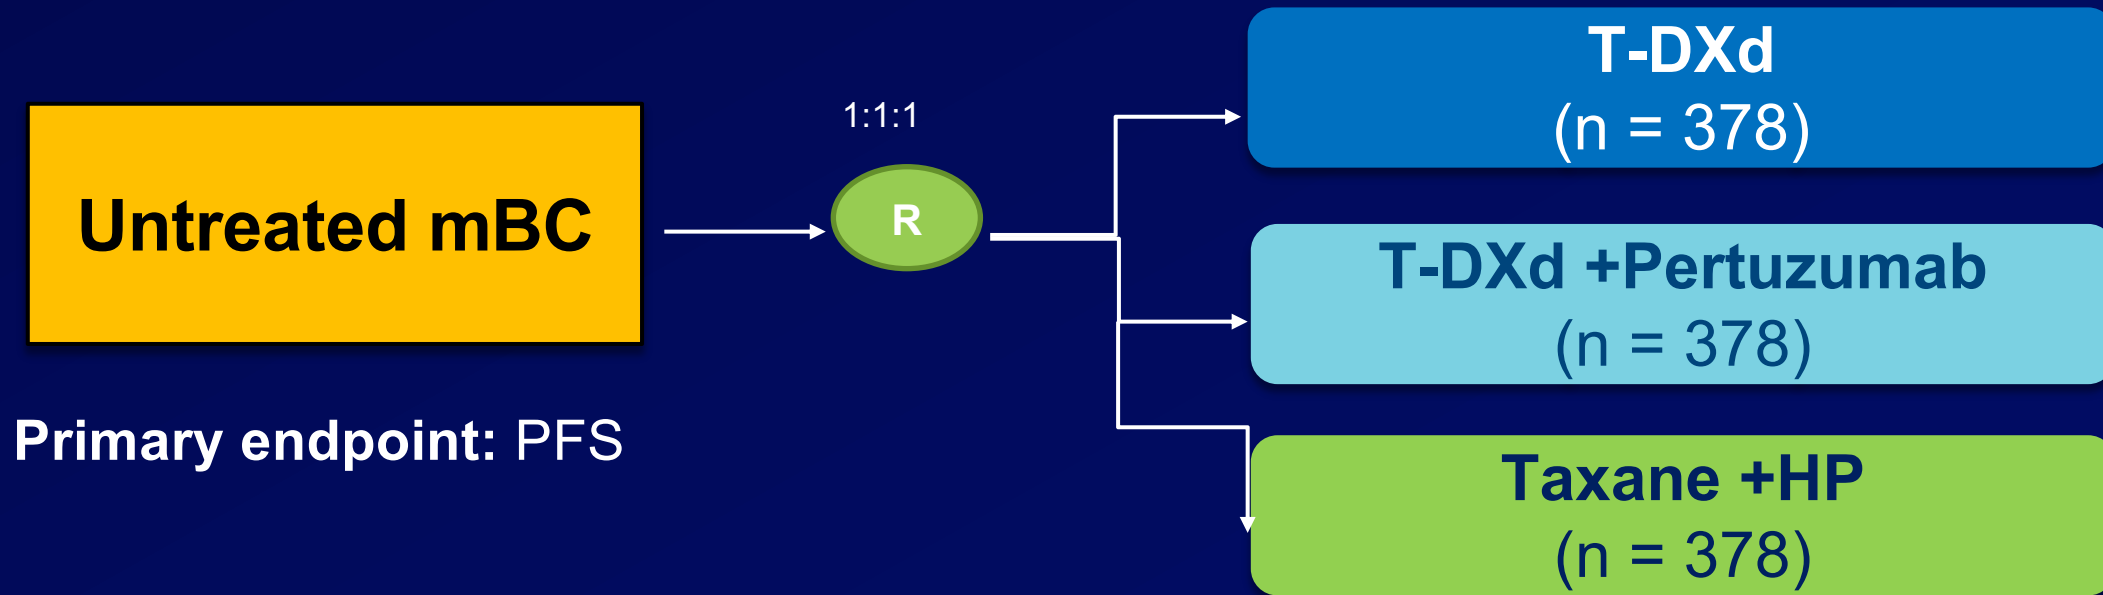 Untreated mBC
Primary endpoint: PFS
1:1:1
R
T-DXd
(n = 378)
T-DXd +Pertuzumab
(n = 378)
Taxane +HP
(n = 378)